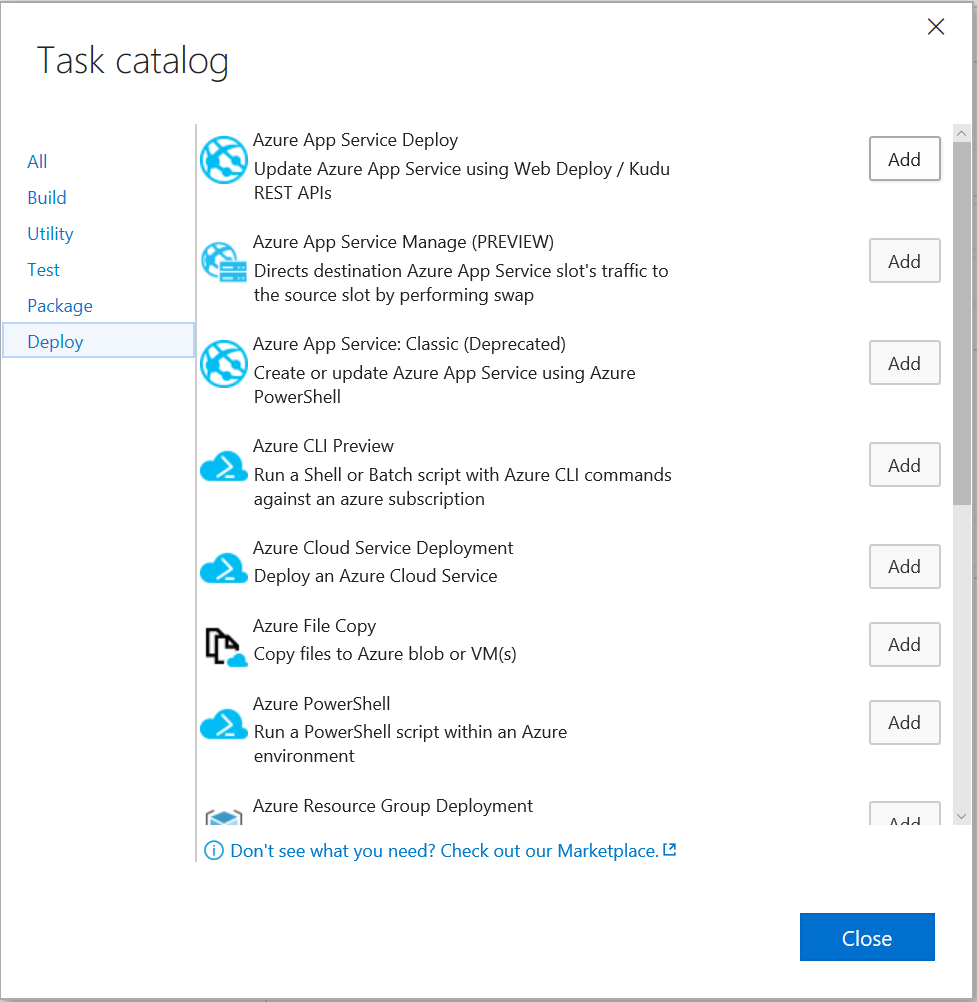 Task catalog
All
Build
Utility
Test
Package
Deploy
Azure App Service Deploy
Update Azure App Service using Web Deploy / Kudu
REST APIs
Add
Azure App Service Manage (PREVIEW)
Directs destination Azure App Service slot's traffic to
the source slot by performing swap
Add
Azure App Service: Classic (Deprecated)
Create or update Azure App Service using Azure
PowerShell
Add
Azure CLI Preview
Run a Shell or Batch script with Azure CLI commands
against an azure subscription
Add
Azure Cloud Service Deployment
Deploy an Azure Cloud Service
Add
Azure File Copy
Copy files to Azure blob or VM(s)
Add
Azure PowerShell
Run a PowerShell script within an Azure
environment
Add
Azure Resource Group Deployment
Add
Don't see what you need? Check out our Marketplace.
Close